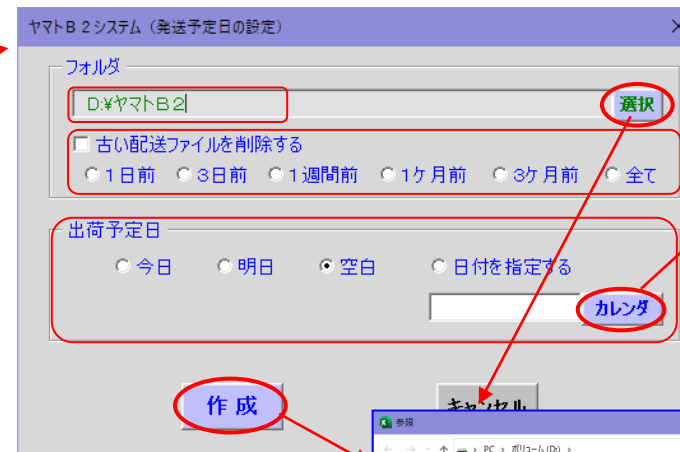 ヤマトB2システム（発送予定日の設定）
フォルダ
D:¥ヤマトB2
選択
古い配送ファイルを削除する
1日前 3日前 1週間前 1ケ月前 3ケ月前 全て
出荷予定日
今日 明日 空白 日付を指定する
カレンダ
作成 キャンセル
参照
PC › ボリューム (D:) ›